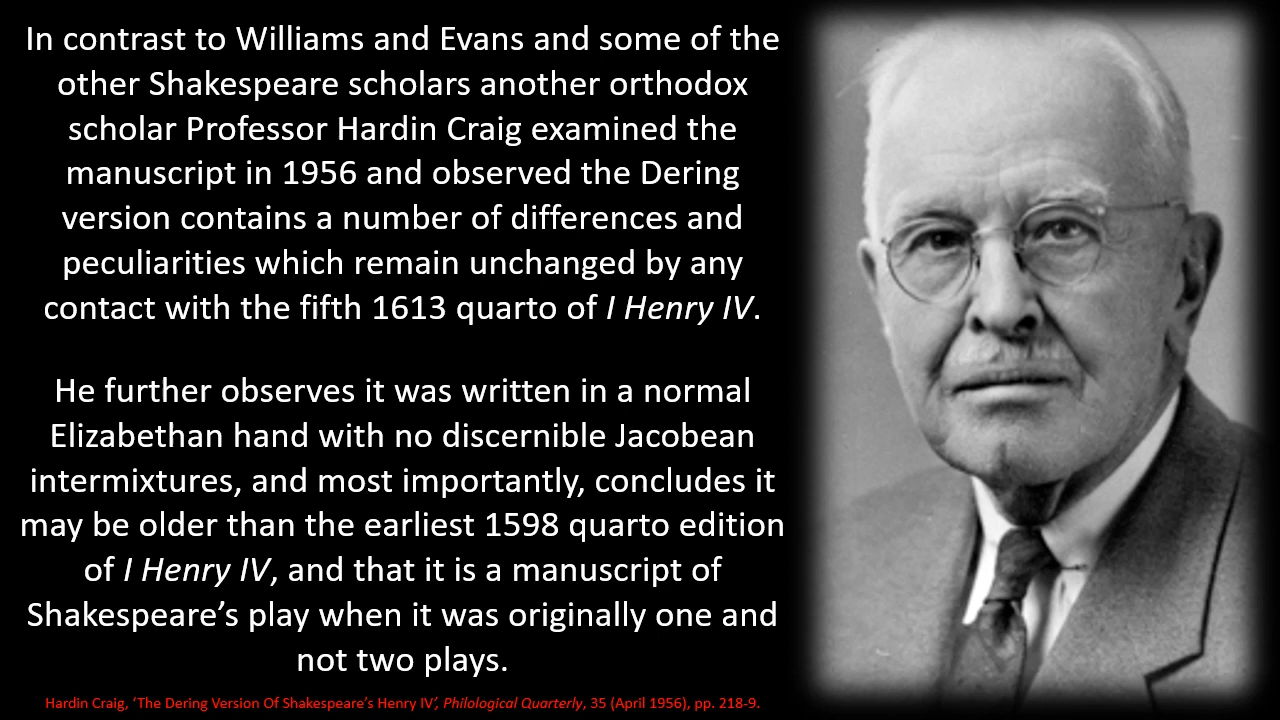 In contrast to Williams and Evans and some of the
other Shakespeare scholars another orthodox
scholar Professor Hardin Craig examined the
manuscript in 1956 and observed the Dering
version contains a number of differences and
peculiarities which remain unchanged by any
contact with the fifth 1613 quarto of I Henry IV.
He further observes it was written in a normal
Elizabethan hand with no discernible Jacobean
intermixtures, and most importantly, concludes it
may be older than the earliest 1598 quarto edition
of I Henry IV, and that it is a manuscript of
Shakespeare’s play when it was originally one and
not two plays.
Hardin Craig, ‘The Dering Version Of Shakespeare’s Henry IV’, Philological Quarterly, 35 (April 1956), pp. 218-9.